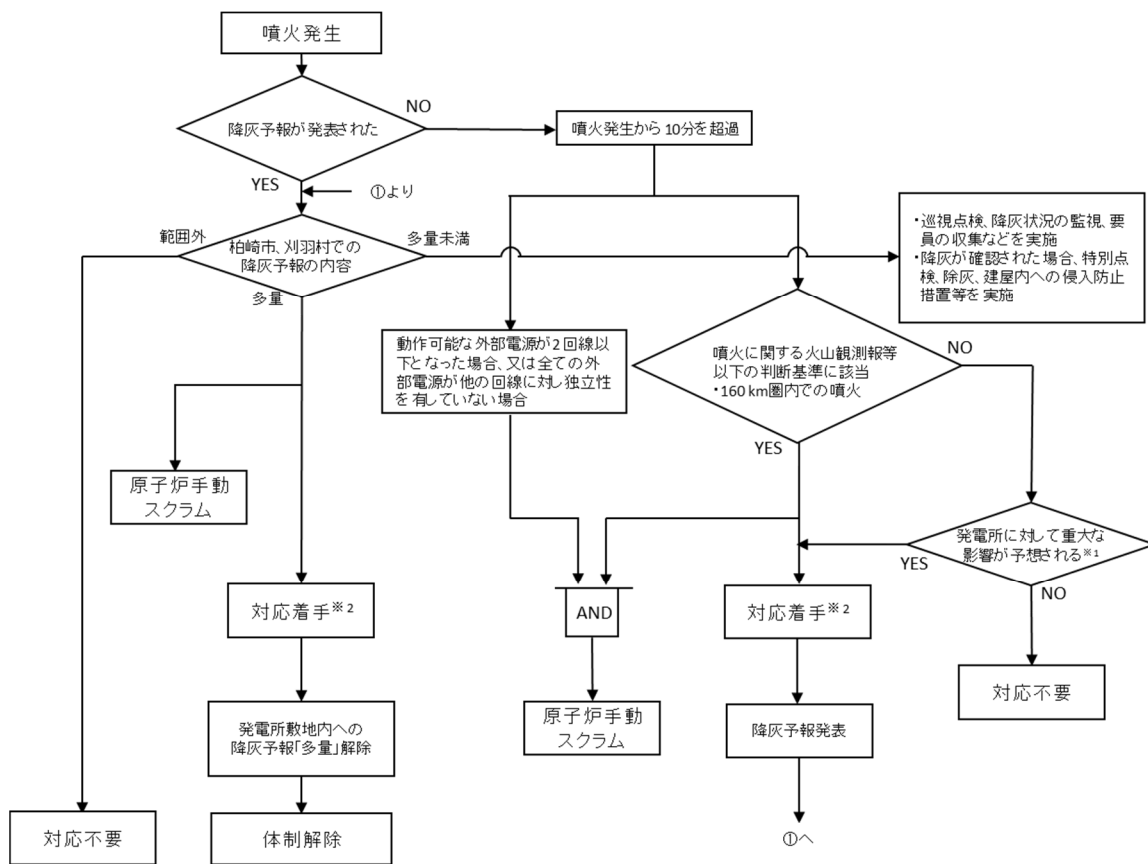 噴火発生
降灰予報が発表された
NO
噴火発生から10分を超過
YES
①より
範囲外
柏崎市、刈羽村での
降灰予報の内容
多量未満
多量
・巡視点検、降灰状況の監視、要
員の収集などを実施
・降灰が確認された場合、特別点
検、除灰、建屋内への侵入防止
措置等を実施
動作可能な外部電源が2回線以
下となった場合、又は全ての外
部電源が他の回線に対し独立性
を有していない場合
噴火に関する火山観測報等
以下の判断基準に該当
・160 km圏内での噴火
NO
YES
原子炉手動
スクラム
発電所に対して重大な
影響が予想される※1
YES
NO
対応着手※2
AND
対応着手※2
対応不要
発電所敷地内への
降灰予報「多量」解除
原子炉手動
スクラム
降灰予報発表
対応不要
体制解除
①へ